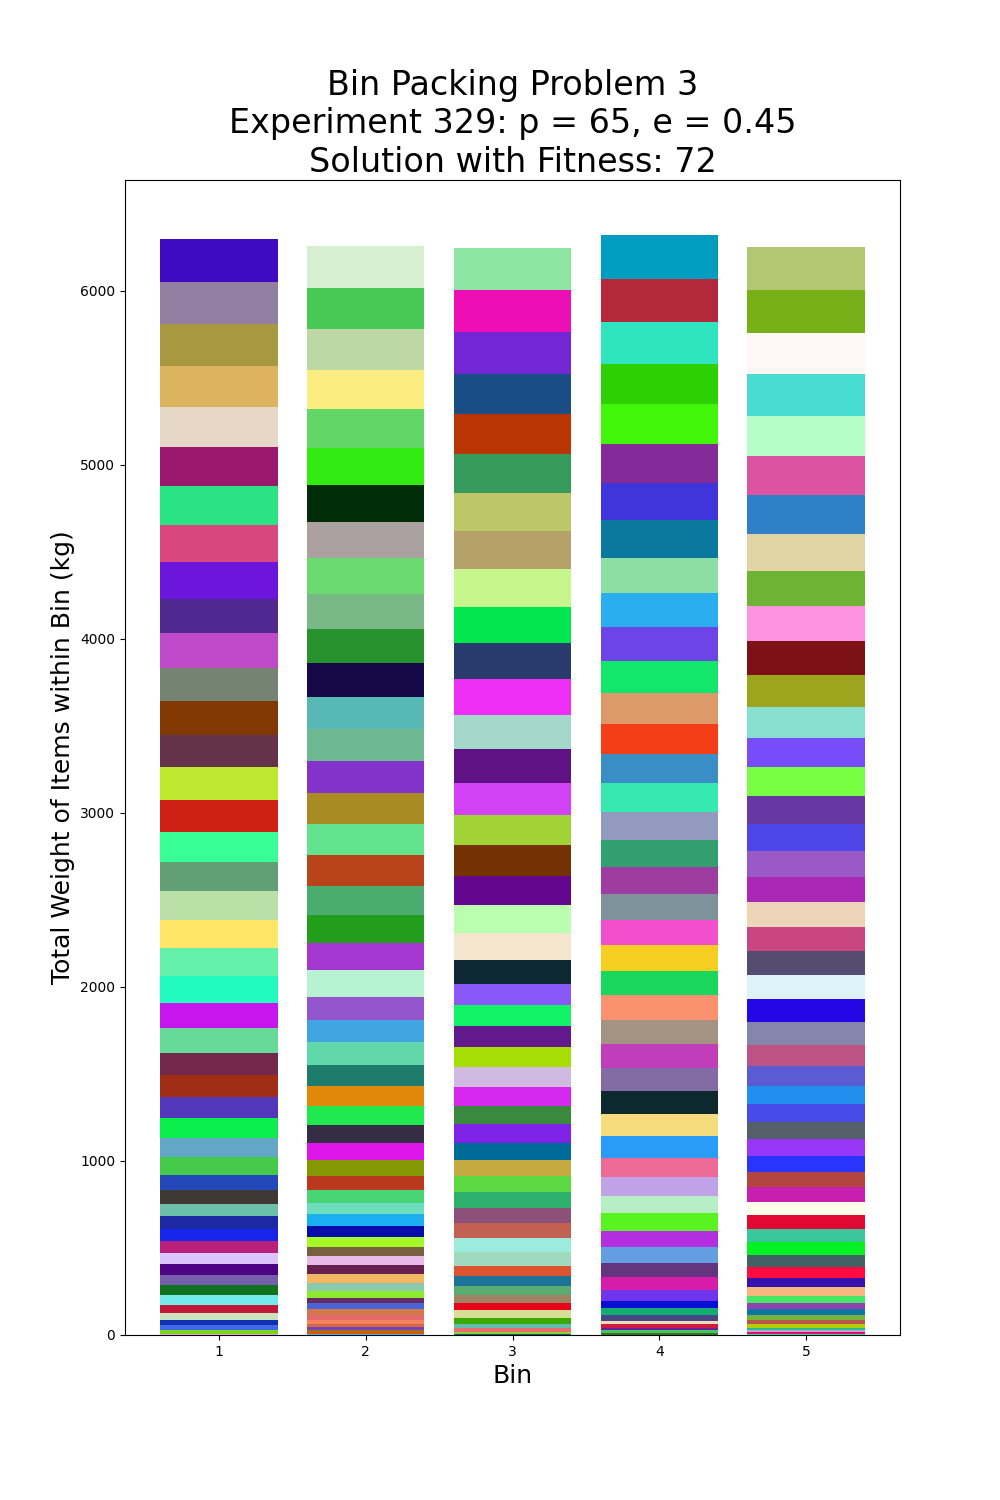 Bin Packing Problem 3
Experiment 329: p = 65, e = 0.45
Solution with Fitness: 72
Total Weight of Items within Bin (kg)
6000
5000
4000
3000
2000
1000
0
1 2 3 4 5
Bin